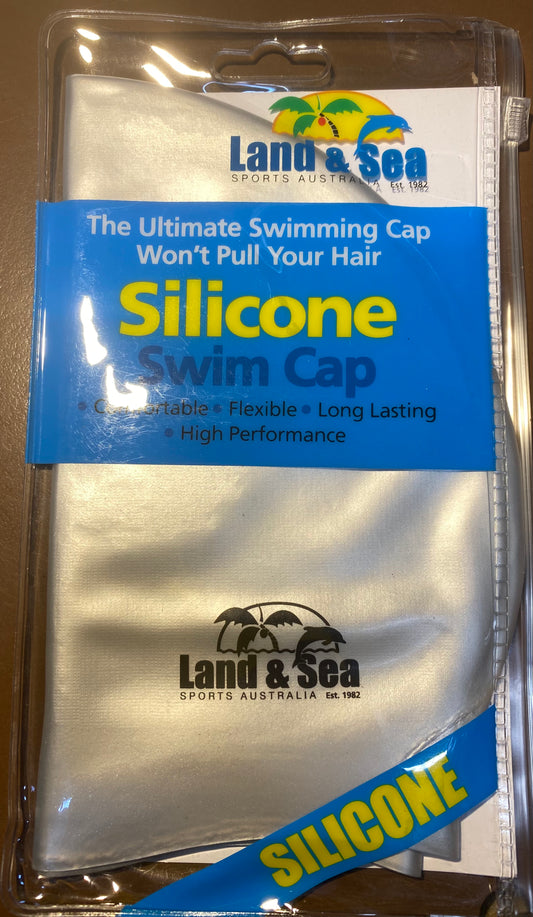 Land & Sea
SPORTS AUSTRALIA Est. 1982
The Ultimate Swimming Cap
Won't Pull Your Hair
Silicone
Swim Cap
• Comfortable • Flexible • Long Lasting
• High Performance
Land & Sea
SPORTS AUSTRALIA Est. 1982
SILICONE